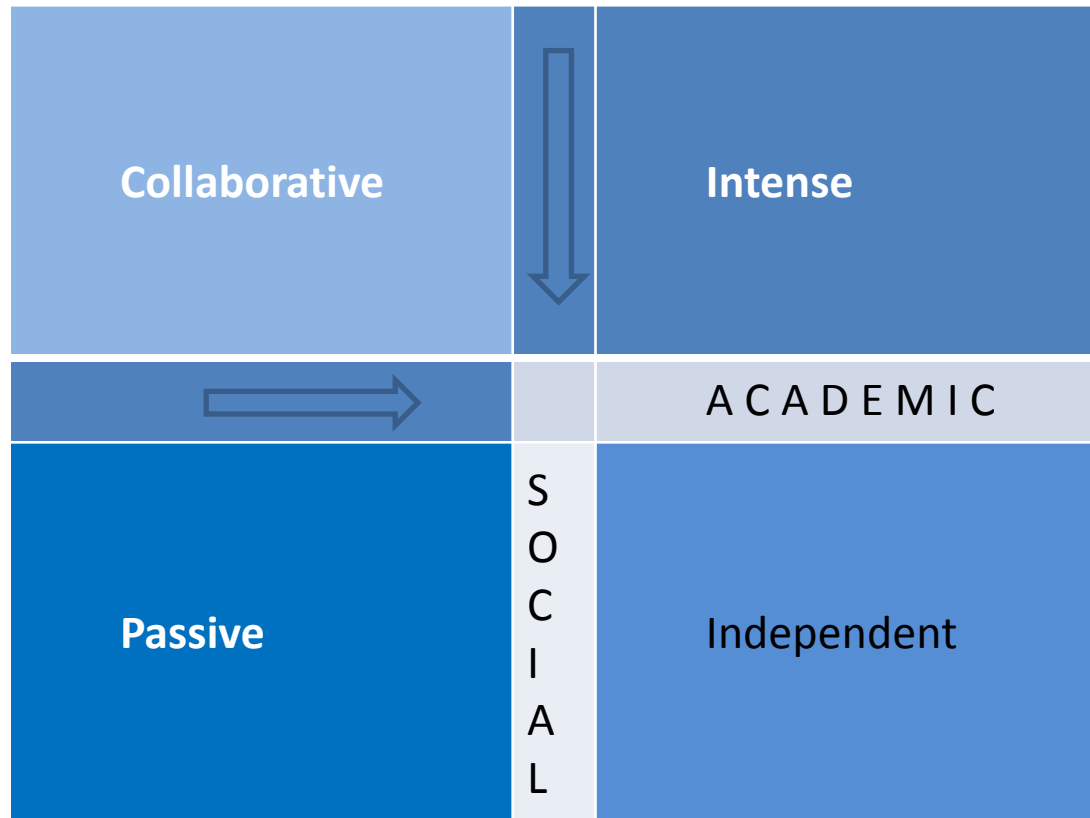 Collaborative
Intense
A C A D E M I C
S
O
C
I
A
L
Passive
Independent